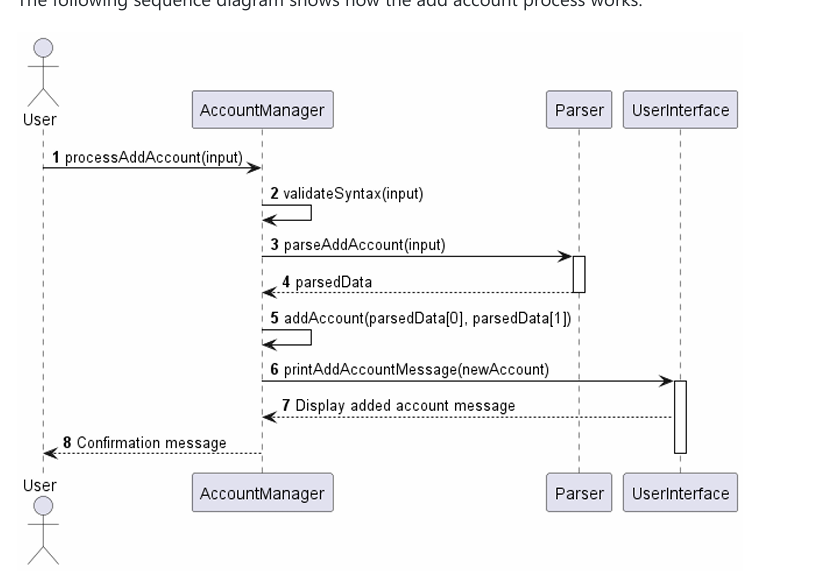 The following sequence diagram shows how the add account process works.
User
AccountManager
Parser
UserInterface
1 processAddAccount(input)
2 validateSyntax(input)
3 parseAddAccount(input)
4 parsedData
5 addAccount(parsedData[0], parsedData[1])
6 printAddAccountMessage(newAccount)
7 Display added account message
8 Confirmation message
User
AccountManager
Parser
UserInterface